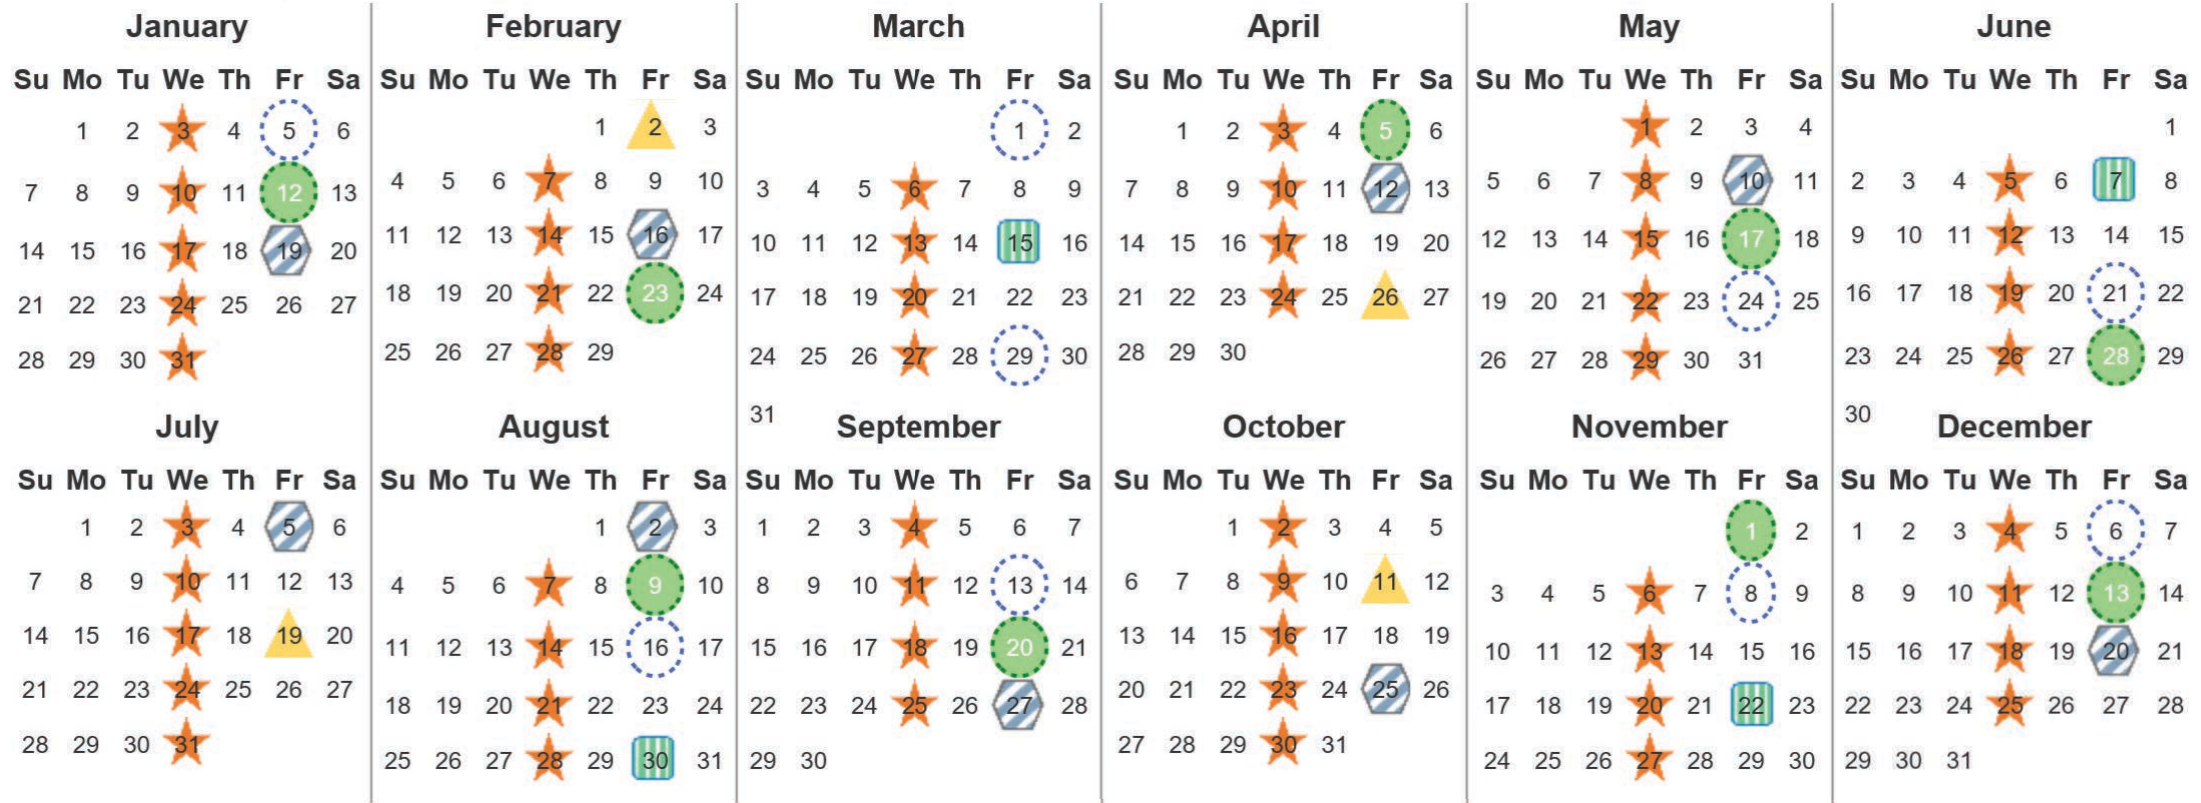 January February March April May June
Su Mo Tu We Th Fr Sa Su Mo Tu We Th Fr Sa Su Mo Tu We Th Fr Sa Su Mo Tu We Th Fr Sa Su Mo Tu We Th Fr Sa Su Mo Tu We Th Fr Sa
1 2 3 4 5 6 1 2 3 1 2 1 2 3 4 5 6 1 2 3 4 1
7 8 9 10 11 12 13 4 5 6 7 8 9 10 3 4 5 6 7 8 9 7 8 9 10 11 12 13 5 6 7 8 9 10 11 2 3 4 5 6 7 8
14 15 16 17 18 19 20 11 12 13 14 15 16 17 10 11 12 13 14 15 16 14 15 16 17 18 19 20 12 13 14 15 16 17 18 9 10 11 12 13 14 15
21 22 23 24 25 26 27 18 19 20 21 22 23 24 17 18 19 20 21 22 23 21 22 23 24 25 26 27 19 20 21 22 23 24 25 16 17 18 19 20 21 22
28 29 30 31 25 26 27 28 29 24 25 26 27 28 29 30 28 29 30 26 27 28 29 30 31 23 24 25 26 27 28 29
31 30
July August September October November December
Su Mo Tu We Th Fr Sa Su Mo Tu We Th Fr Sa Su Mo Tu We Th Fr Sa Su Mo Tu We Th Fr Sa Su Mo Tu We Th Fr Sa Su Mo Tu We Th Fr Sa
1 2 3 4 5 6 1 2 3 1 2 3 4 5 6 7 1 2 3 4 5 1 2 1 2 3 4 5 6 7
7 8 9 10 11 12 13 4 5 6 7 8 9 10 8 9 10 11 12 13 14 6 7 8 9 10 11 12 3 4 5 6 7 8 9 8 9 10 11 12 13 14
14 15 16 17 18 19 20 11 12 13 14 15 16 17 15 16 17 18 19 20 21 13 14 15 16 17 18 19 10 11 12 13 14 15 16 15 16 17 18 19 20 21
21 22 23 24 25 26 27 18 19 20 21 22 23 24 22 23 24 25 26 27 28 20 21 22 23 24 25 26 17 18 19 20 21 22 23 22 23 24 25 26 27 28
28 29 30 31 25 26 27 28 29 30 31 29 30 27 28 29 30 31 24 25 26 27 28 29 30 29 30 31